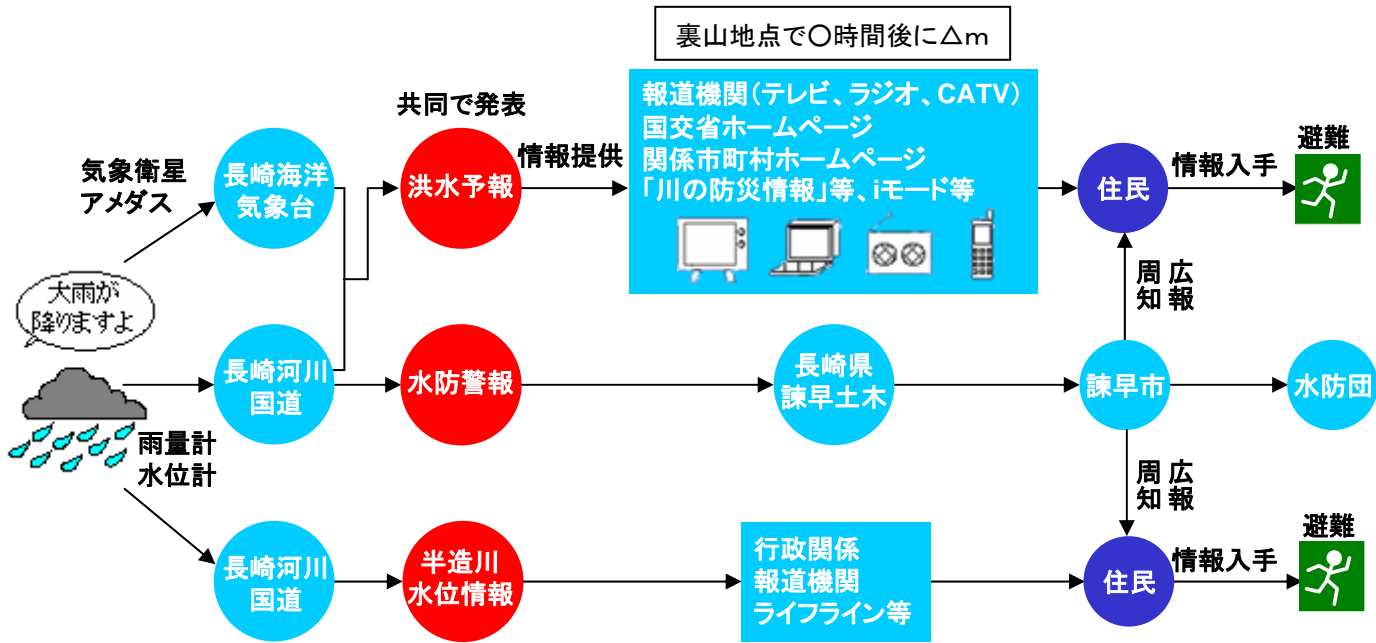 裏山地点で〇時間後に△m
報道機関(テレビ、ラジオ、CATV)
国交省ホームページ
関係市町村ホームページ
「川の防災情報」等、iモード等
共同で発表
洪水予報
情報提供
気象衛星
アメダス
長崎海洋
気象台
住民
情報入手
避難
大雨が
降りますよ
広報
周知
長崎河川
国道
水防警報
長崎県
諫早土木
諫早市
水防団
雨量計
水位計
広報
周知
長崎河川
国道
半造川
水位情報
行政関係
報道機関
ライフライン等
住民
情報入手
避難